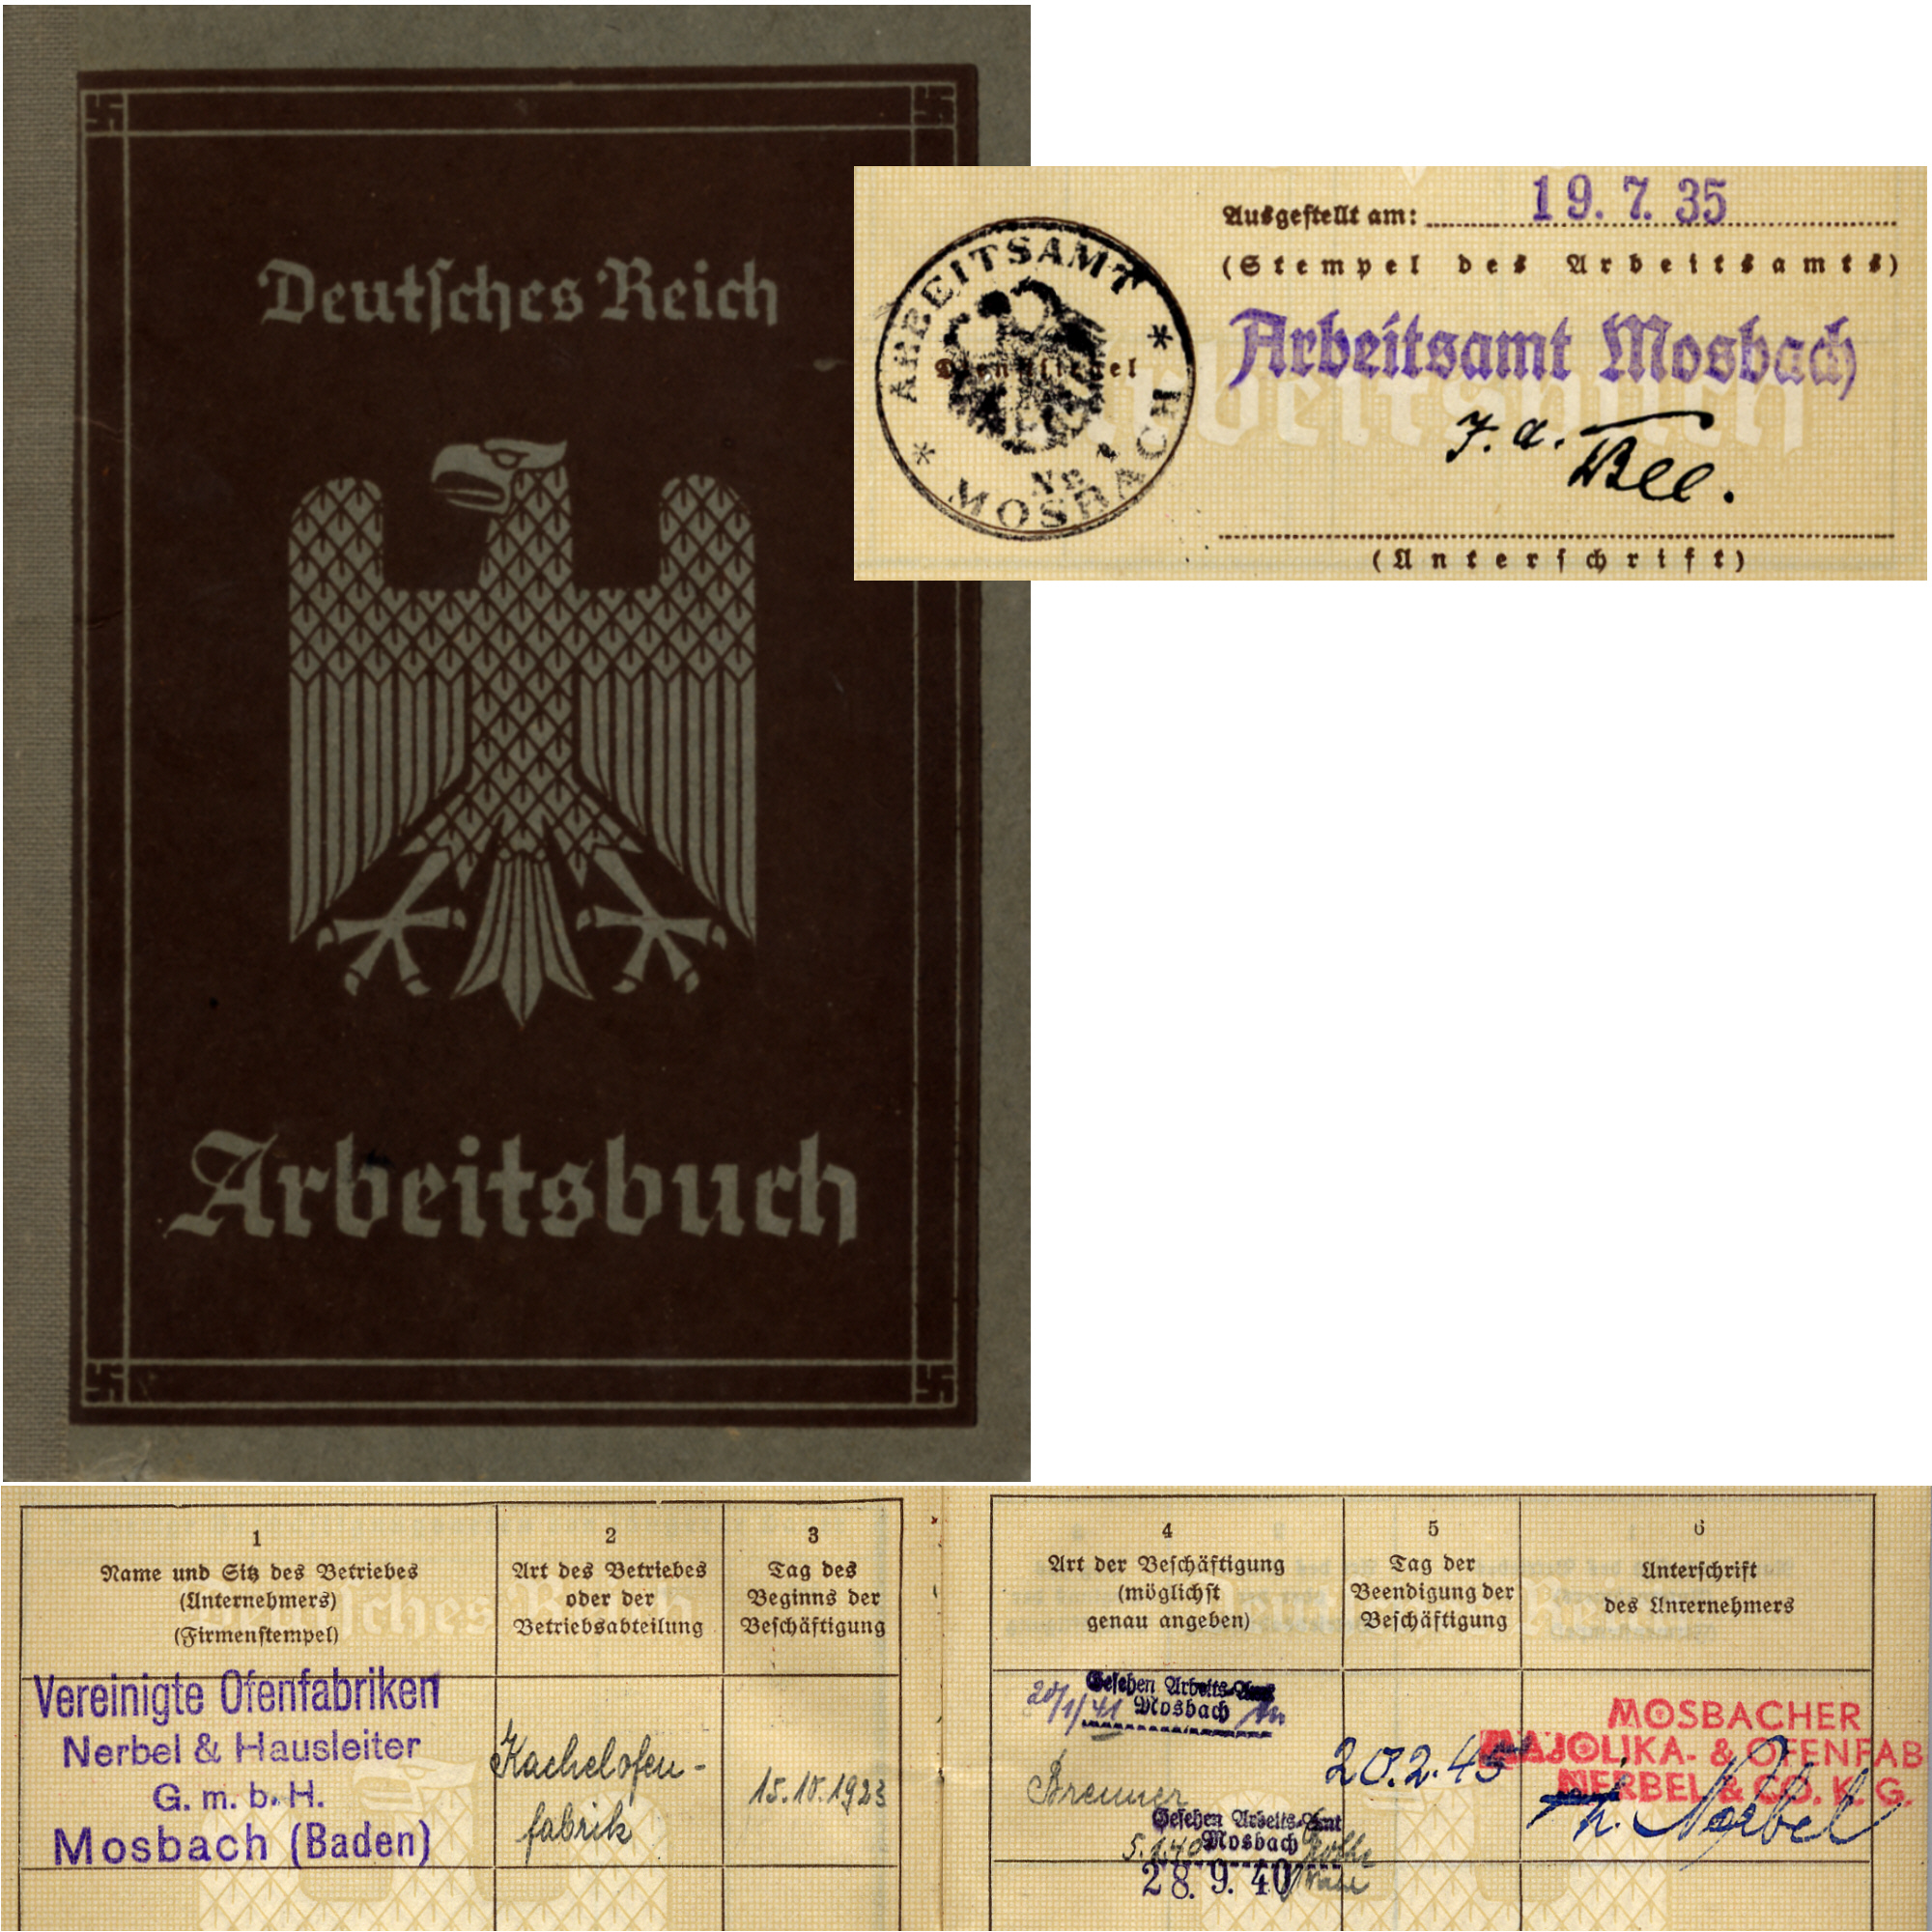 Deutsches Reich
Arbeitsbuch
Ausgestellt am: 19. 7. 35
(Stempel des Arbeitsamts)
ARBEITSAMT
MOSBACH
Arbeitsamt Mosbach
J. A.
(Unterschrift)
1
Name und Sitz des Betriebes
(Unternehmers)
(Firmenstempel)
2
Art des Betriebes
oder der
Betriebsabteilung
3
Tag des
Beginns der
Beschäftigung
4
Art der Beschäftigung
(möglichst
genau angeben)
5
Tag der
Beendigung der
Beschäftigung
6
Unterschrift
des Unternehmers
Vereinigte Ofenfabriken
Nerbel & Hausleiter
G. m. b. H.
Mosbach (Baden)
Kachelofen-
fabrik
15.10.1923
Gesehen Arbeits-Amt
20/1/41 Mosbach
Brenner
Gesehen Arbeits-Amt
Mosbach
28. 9. 40
20.2.45
MOSBACHER
MAJOLIKA- & OFENFAB
NERBEL & CO. K. G.
Nerbel